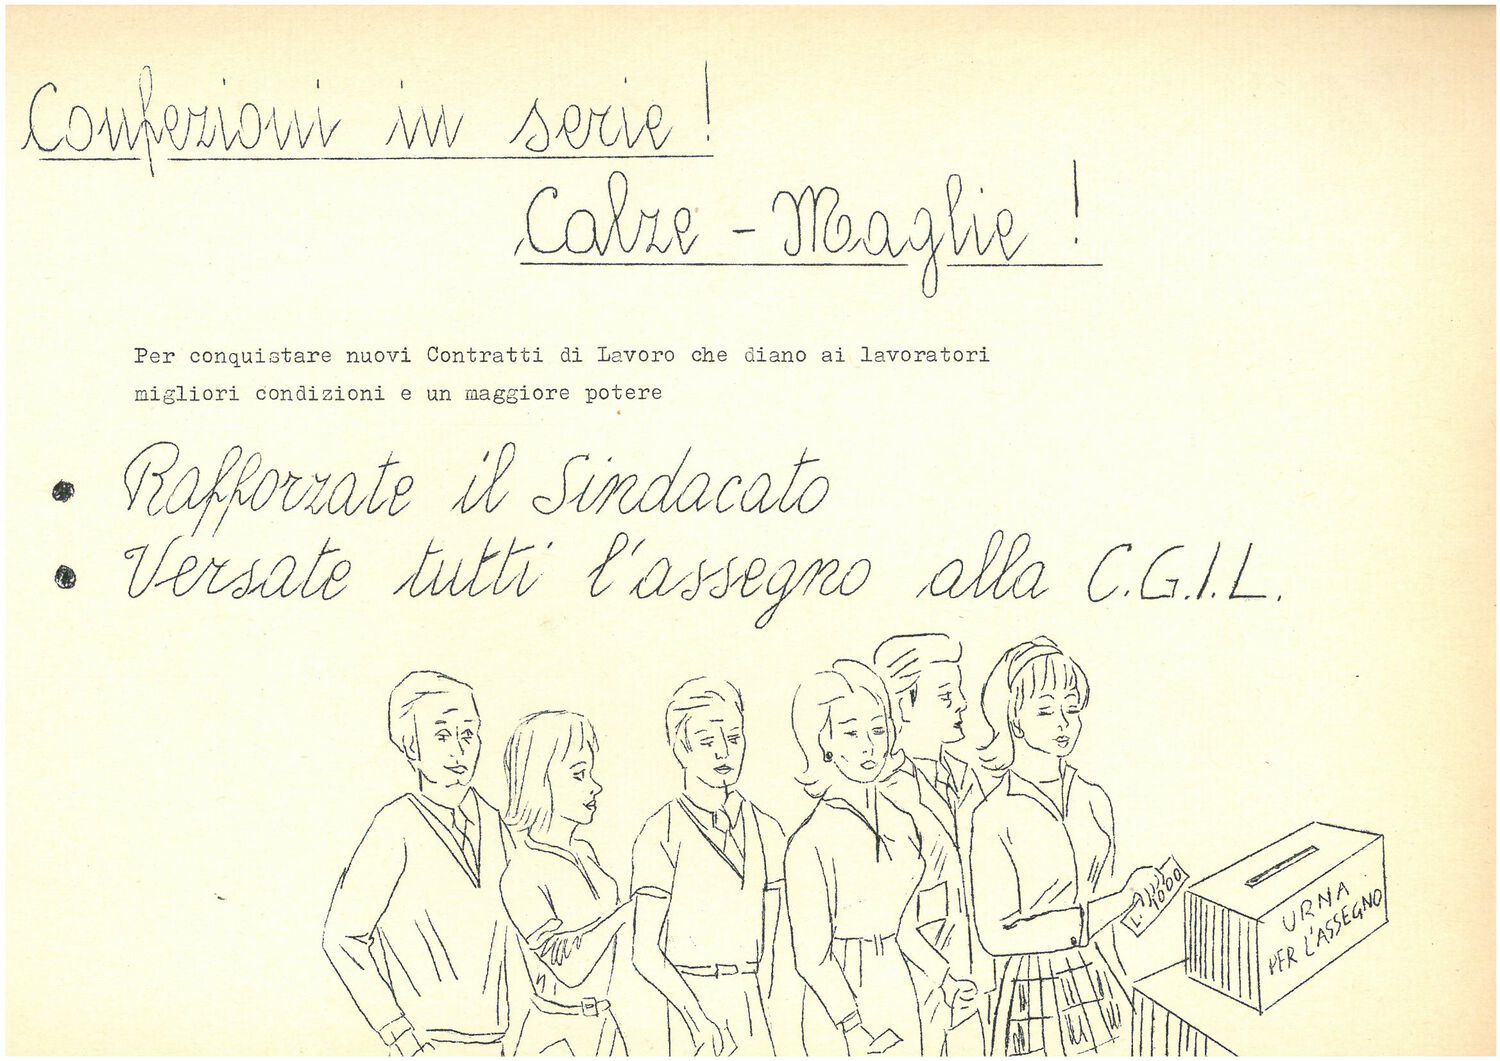 Confezioni in serie!
Calze - Maglie!
Per conquistare nuovi Contratti di Lavoro che diano ai lavoratori
migliori condizioni e un maggiore potere
• Rafforzate il Sindacato
• Versate tutti l'assegno alla C.G.I.L.
URNA
PER L'ASSEGNO